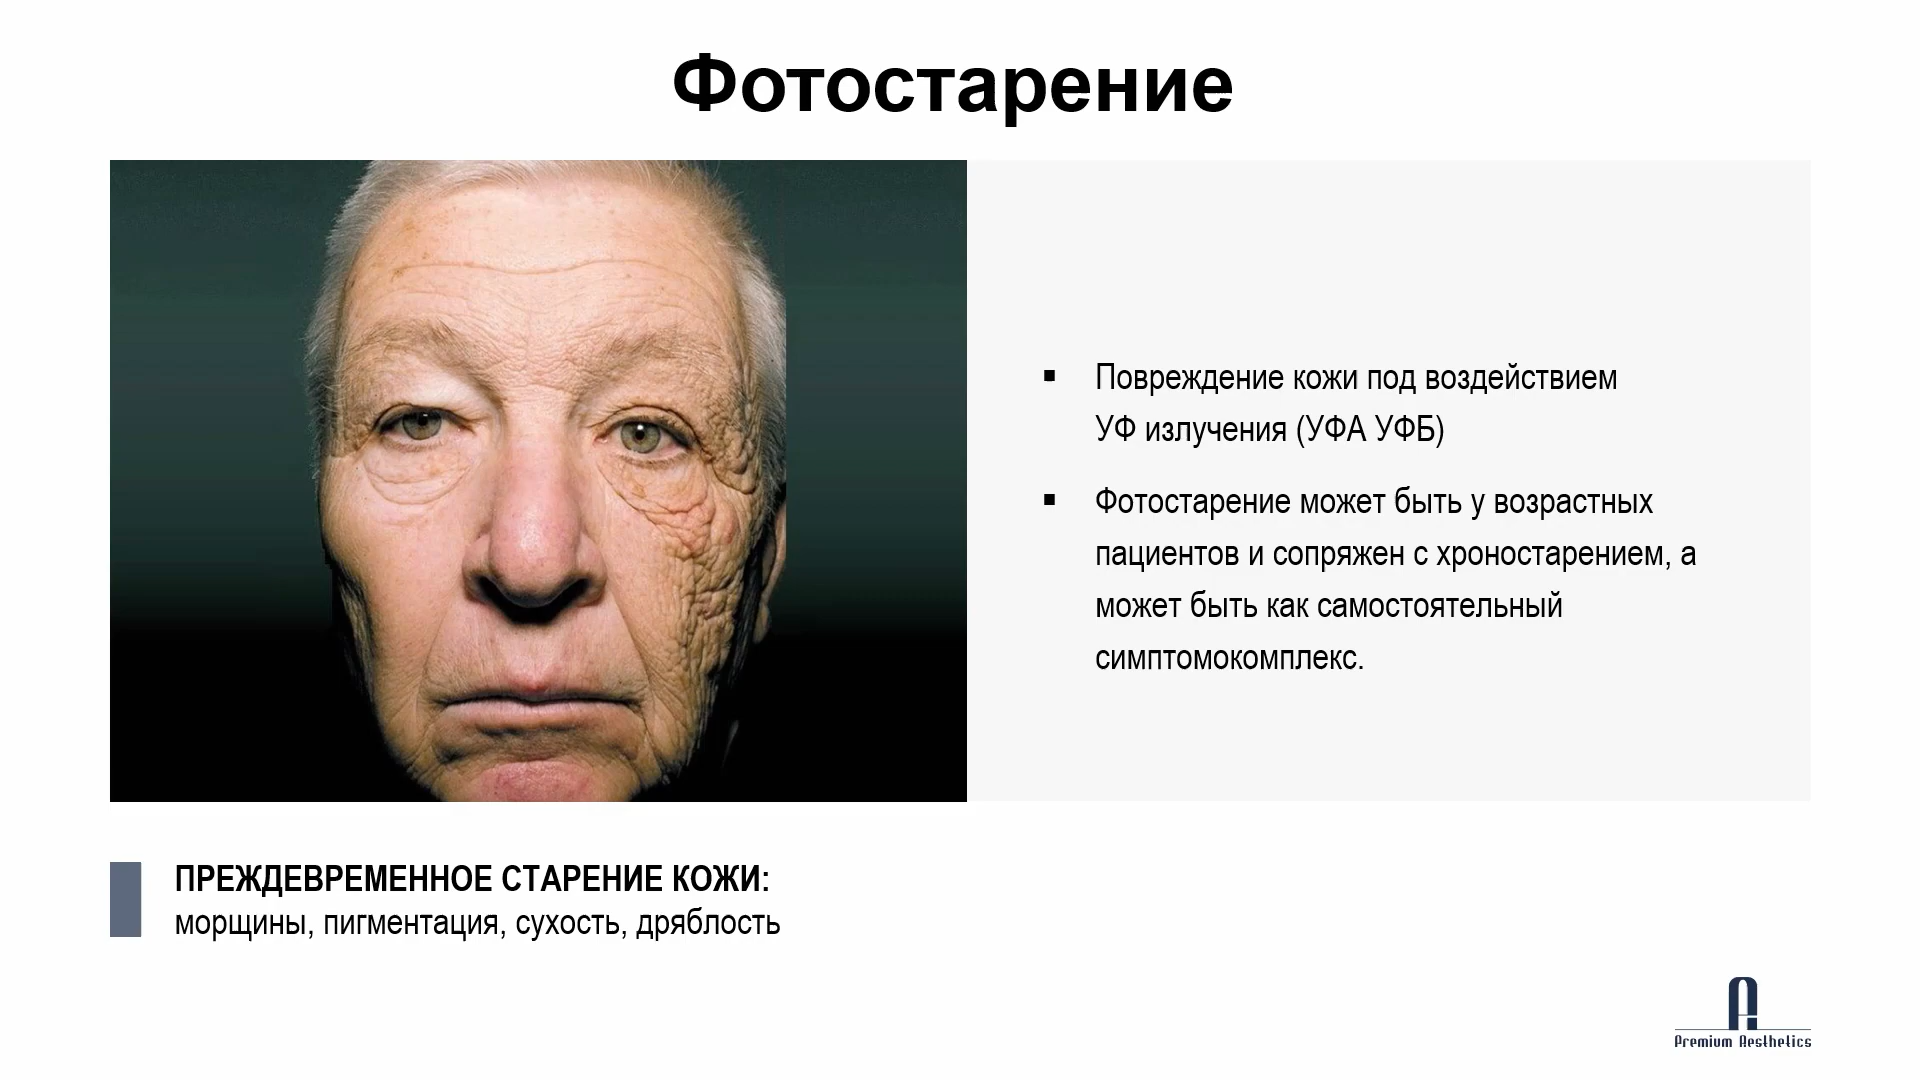 Фотостарение
▪ Повреждение кожи под воздействием
УФ излучения (УФА УФБ)
▪ Фотостарение может быть у возрастных
пациентов и сопряжен с хроностарением, а
может быть как самостоятельный
симптомокомплекс.
ПРЕЖДЕВРЕМЕННОЕ СТАРЕНИЕ КОЖИ:
морщины, пигментация, сухость, дряблость
Premium Aesthetics